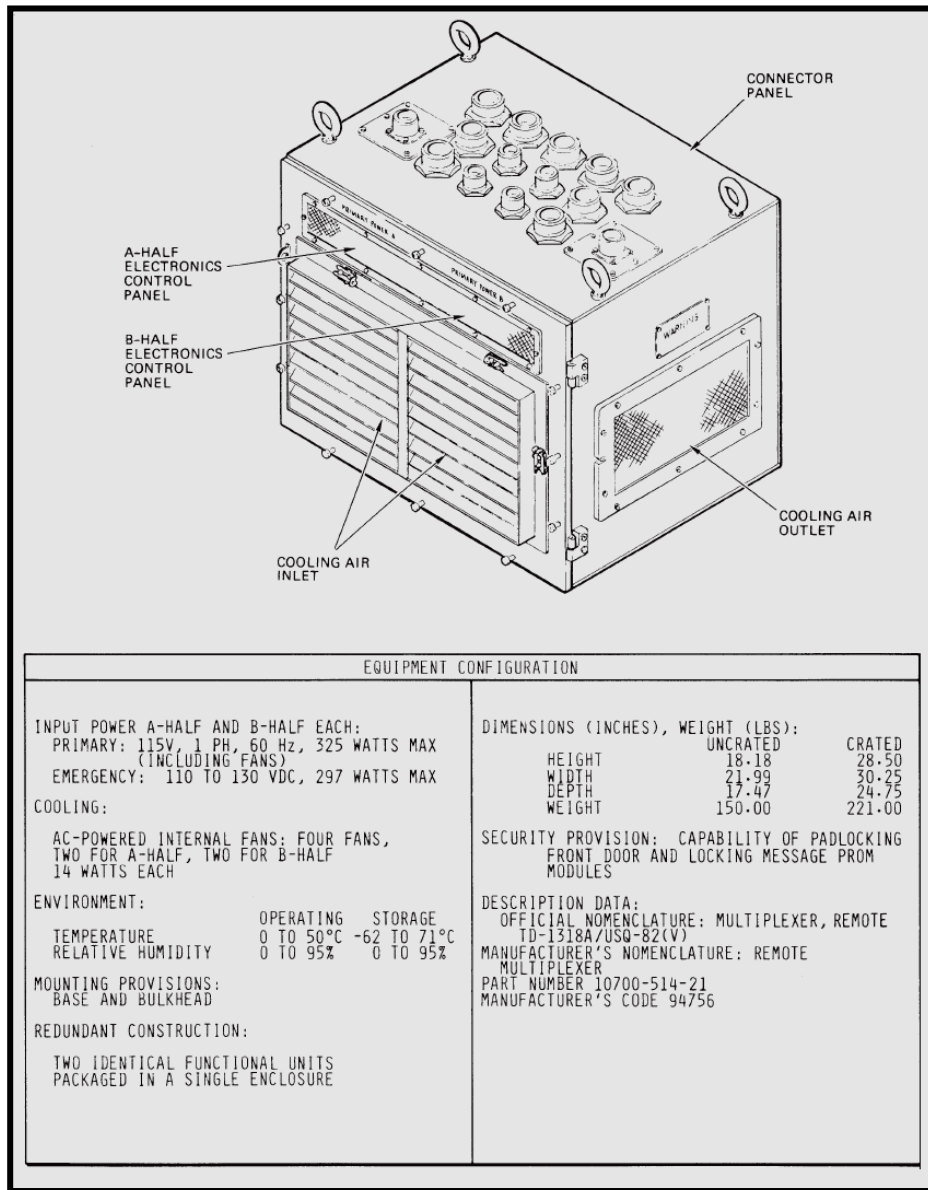 CONNECTOR
PANEL
PRIMARY POWER A
A-HALF
ELECTRONICS
CONTROL
PANEL
PRIMARY POWER B
B-HALF
ELECTRONICS
CONTROL
PANEL
WARNING
COOLING AIR
OUTLET
COOLING AIR
INLET
EQUIPMENT CONFIGURATION
INPUT POWER A-HALF AND B-HALF EACH:
PRIMARY: 115V, 1 PH, 60 Hz, 325 WATTS MAX
(INCLUDING FANS)
EMERGENCY: 110 TO 130 VDC, 297 WATTS MAX
COOLING:
AC-POWERED INTERNAL FANS: FOUR FANS,
TWO FOR A-HALF, TWO FOR B-HALF
14 WATTS EACH
ENVIRONMENT:
OPERATING STORAGE
TEMPERATURE 0 TO 50°C -62 TO 71°C
RELATIVE HUMIDITY 0 TO 95% 0 TO 95%
MOUNTING PROVISIONS:
BASE AND BULKHEAD
REDUNDANT CONSTRUCTION:
TWO IDENTICAL FUNCTIONAL UNITS
PACKAGED IN A SINGLE ENCLOSURE
DIMENSIONS (INCHES), WEIGHT (LBS):
UNCRATED CRATED
HEIGHT 18.18 28.50
WIDTH 21.99 30.25
DEPTH 17.47 24.75
WEIGHT 150.00 221.00
SECURITY PROVISION: CAPABILITY OF PADLOCKING
FRONT DOOR AND LOCKING MESSAGE PROM
MODULES
DESCRIPTION DATA:
OFFICIAL NOMENCLATURE: MULTIPLEXER, REMOTE
TD-1318A/USQ-82(V)
MANUFACTURER'S NOMENCLATURE: REMOTE
MULTIPLEXER
PART NUMBER 10700-514-21
MANUFACTURER'S CODE 94756